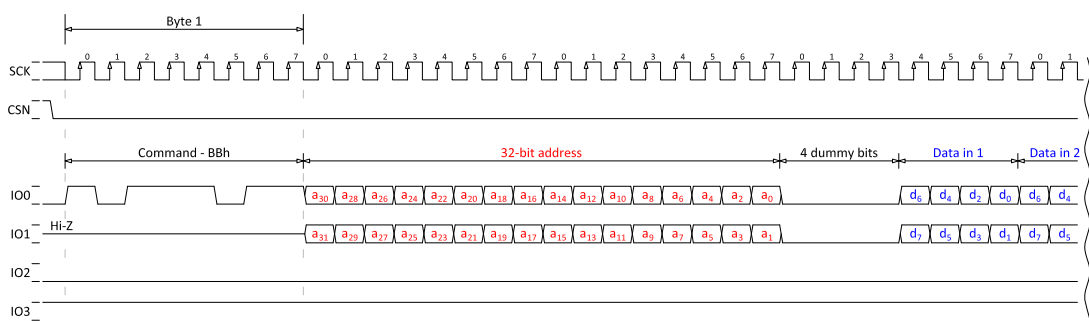 Byte 1
0 1 2 3 4 5 6 7 0 1 2 3 4 5 6 7 0 1 2 3 4 5 6 7 0 1 2 3 4 5 6 7 0 1
SCK
CSN
Command - BBh 32-bit address 4 dummy bits Data in 1 Data in 2
IO0 a30 a28 a26 a24 a22 a20 a18 a16 a14 a12 a10 a8 a6 a4 a2 a0 d6 d4 d2 d0 d6 d4
Hi-Z
IO1 a31 a29 a27 a25 a23 a21 a19 a17 a15 a13 a11 a9 a7 a5 a3 a1 d7 d5 d3 d1 d7 d5
IO2
IO3